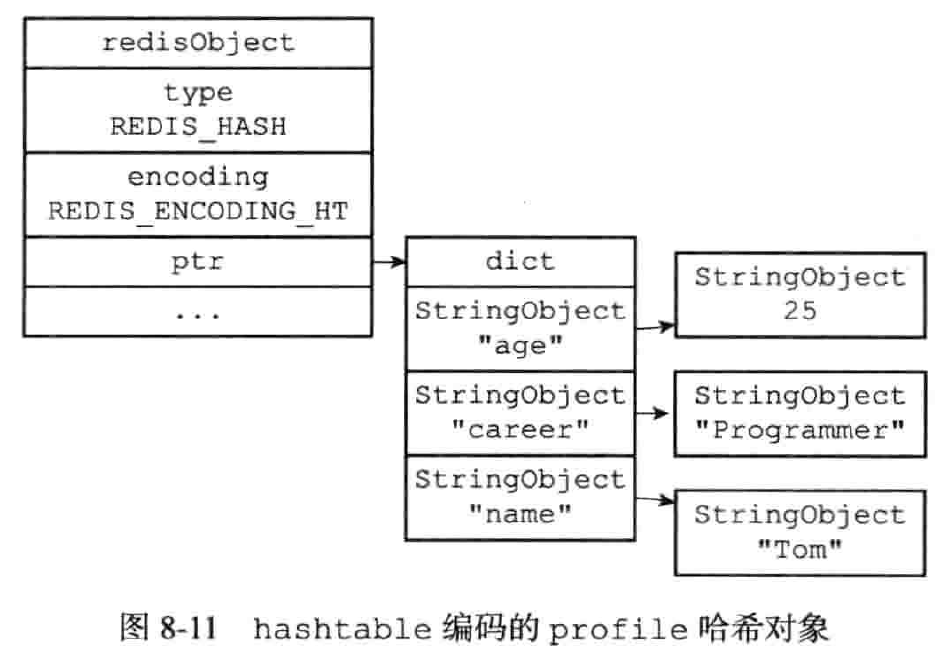 redisObject
type
REDIS_HASH
encoding
REDIS_ENCODING_HT
ptr
...
dict
StringObject
"age"
StringObject
"career"
StringObject
"name"
StringObject
25
StringObject
"Programmer"
StringObject
"Tom"
图 8-11 hashtable 编码的 profile 哈希对象